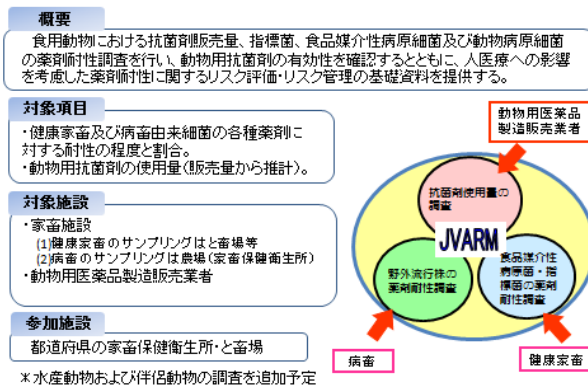 概要
食用動物における抗菌剤販売量、指標菌、食品媒介性病原細菌及び動物病原細菌
の薬剤耐性調査を行い、動物用抗菌剤の有効性を確認するとともに、人医療への影響
を考慮した薬剤耐性に関するリスク評価・リスク管理の基礎資料を提供する。
対象項目
・健康家畜及び病畜由来細菌の各種薬剤に
対する耐性の程度と割合。
・動物用抗菌剤の使用量(販売量から推計)。
対象施設
・家畜施設
(1)健康家畜のサンプリングはと畜場等
(2)病畜のサンプリングは農場(家畜保健衛生所)
・動物用医薬品製造販売業者
参加施設
都道府県の家畜保健衛生所・と畜場
*水産動物および伴侶動物の調査を追加予定
動物用医薬品
製造販売業者
抗菌剤使用量の
調査
JVARM
野外流行株の
薬剤耐性調査
食品媒介性
病原菌・指
標菌の薬剤
耐性調査
病畜
健康家畜